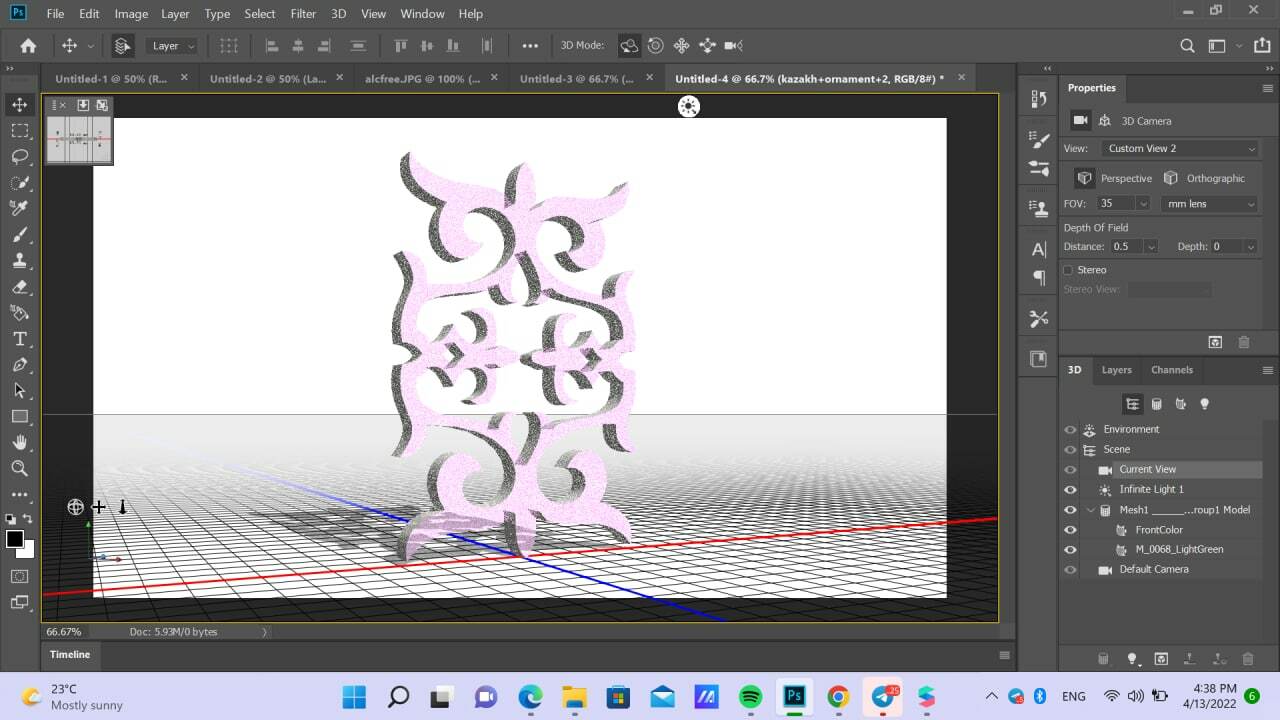 Ps File Edit Image Layer Type Select Filter 3D View Window Help
Layer 3D Mode:
Untitled-1 @ 50% (R... Untitled-2 @ 50% (La... alcfree.JPG @ 100% (... Untitled-3 @ 66.7% (... Untitled-4 @ 66.7% (kazakh+ornament+2, RGB/8#) *
Properties
3D Camera
View: Custom View 2
Perspective Orthographic
FOV: 35 mm lens
Depth Of Field
Distance: 0.5 Depth: 0
Stereo
Stereo View:
3D Layers Channels
Environment
Scene
Current View
Infinite Light 1
Mesh1 ______...roup1 Model
FrontColor
M_0068_LightGreen
Default Camera
66.67% Doc: 5.93M/0 bytes
Timeline
23°C
Mostly sunny
Ps
25
ENG
4:38 PM
4/13/2022
6